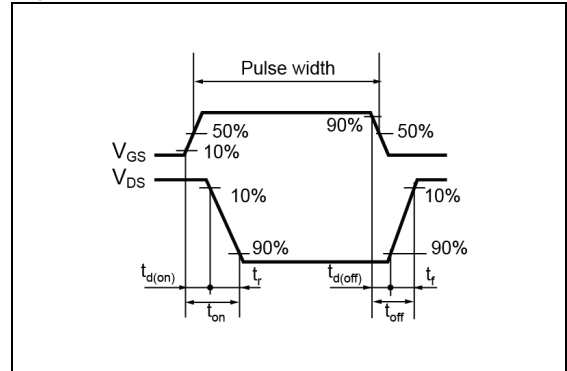 Pulse width
90% 50%
50%
V_GS 10%
V_DS
10% 10%
90% 90%
t_d(on) t_r t_d(off) t_f
t_on t_off